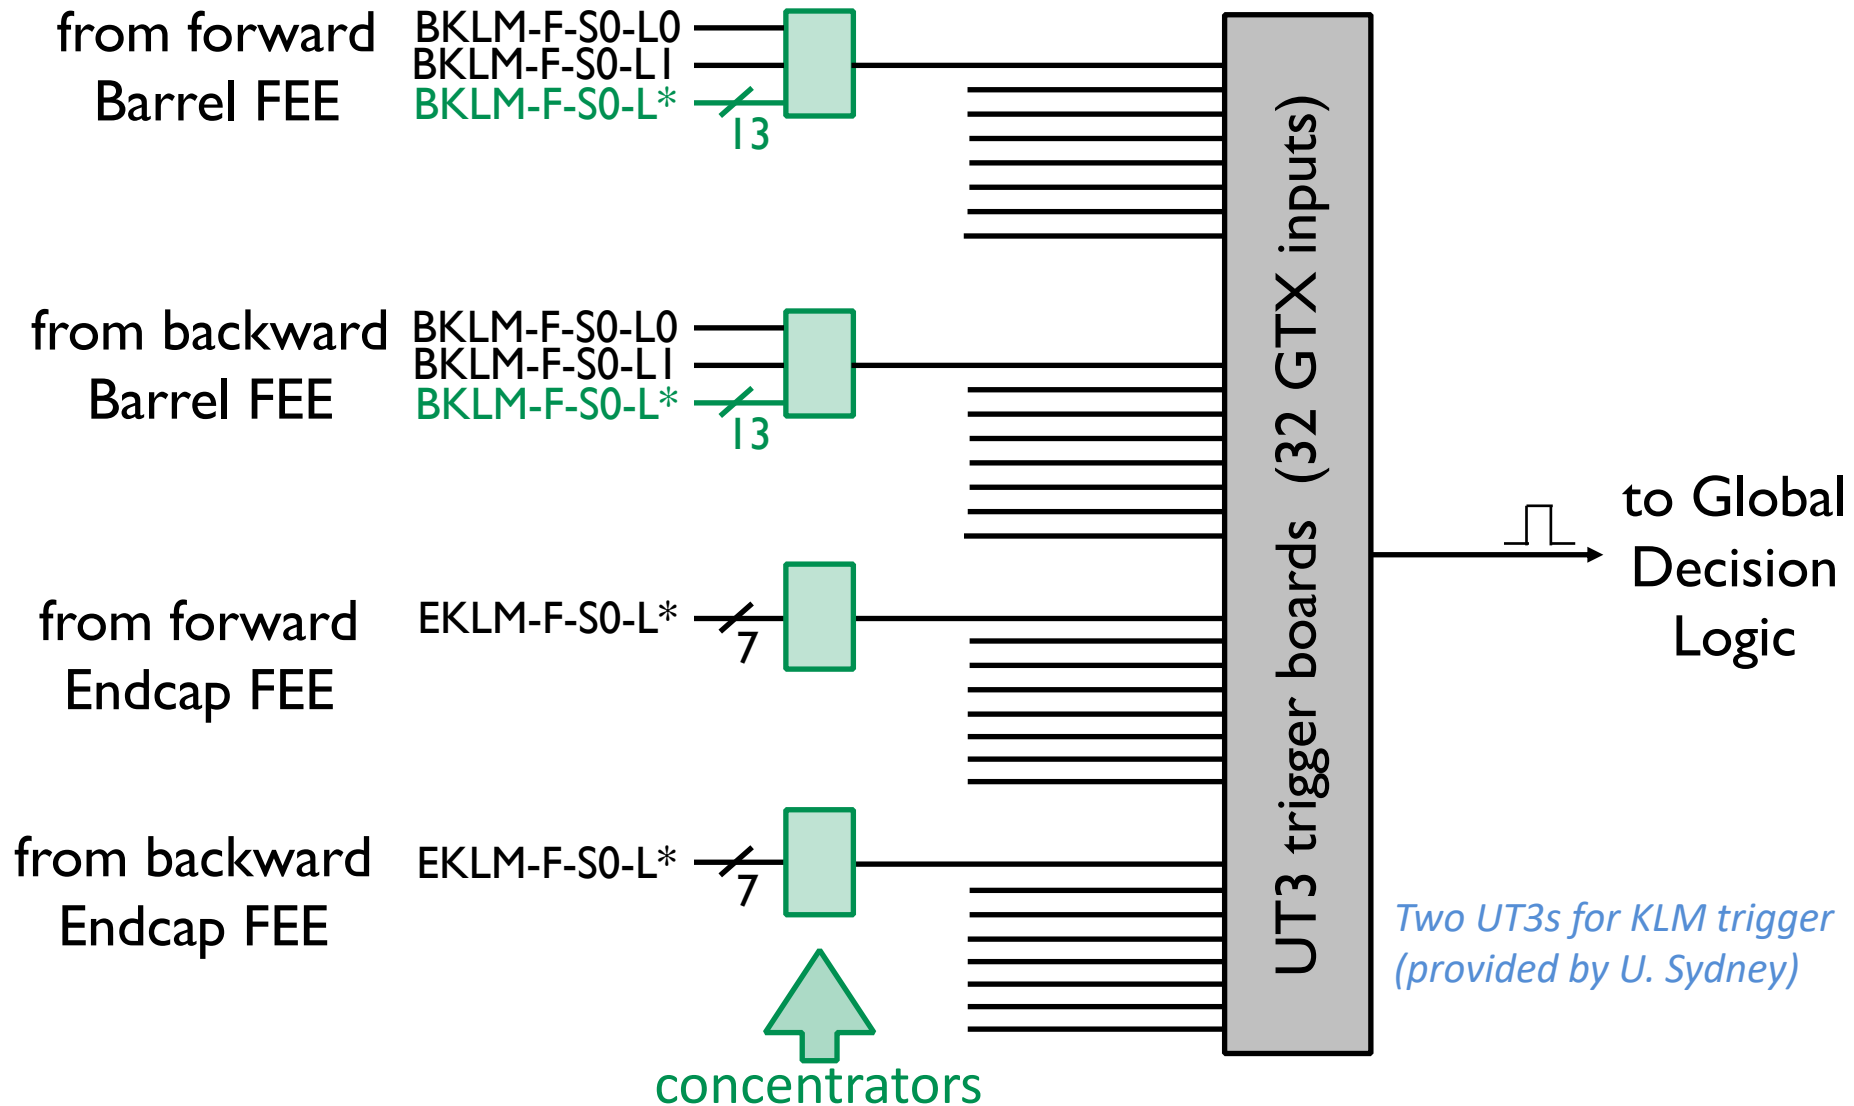 from forward
Barrel FEE
BKLM-F-S0-L0
BKLM-F-S0-L1
BKLM-F-S0-L*
13
from backward
Barrel FEE
BKLM-F-S0-L0
BKLM-F-S0-L1
BKLM-F-S0-L*
13
from forward
Endcap FEE
EKLM-F-S0-L*
7
from backward
Endcap FEE
EKLM-F-S0-L*
7
concentrators
UT3 trigger boards (32 GTX inputs)
to Global
Decision
Logic
Two UT3s for KLM trigger
(provided by U. Sydney)